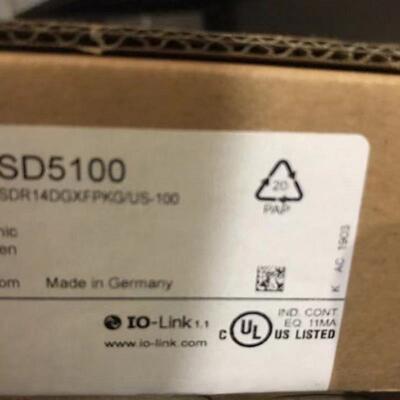 SD5100
SDR14DGXFPKG/US-100
20
PAP
nic
en
om Made in Germany
K AC 1903
IO-Link 1.1
www.io-link.com
IND. CONT.
EQ. 11MA
C UL US LISTED